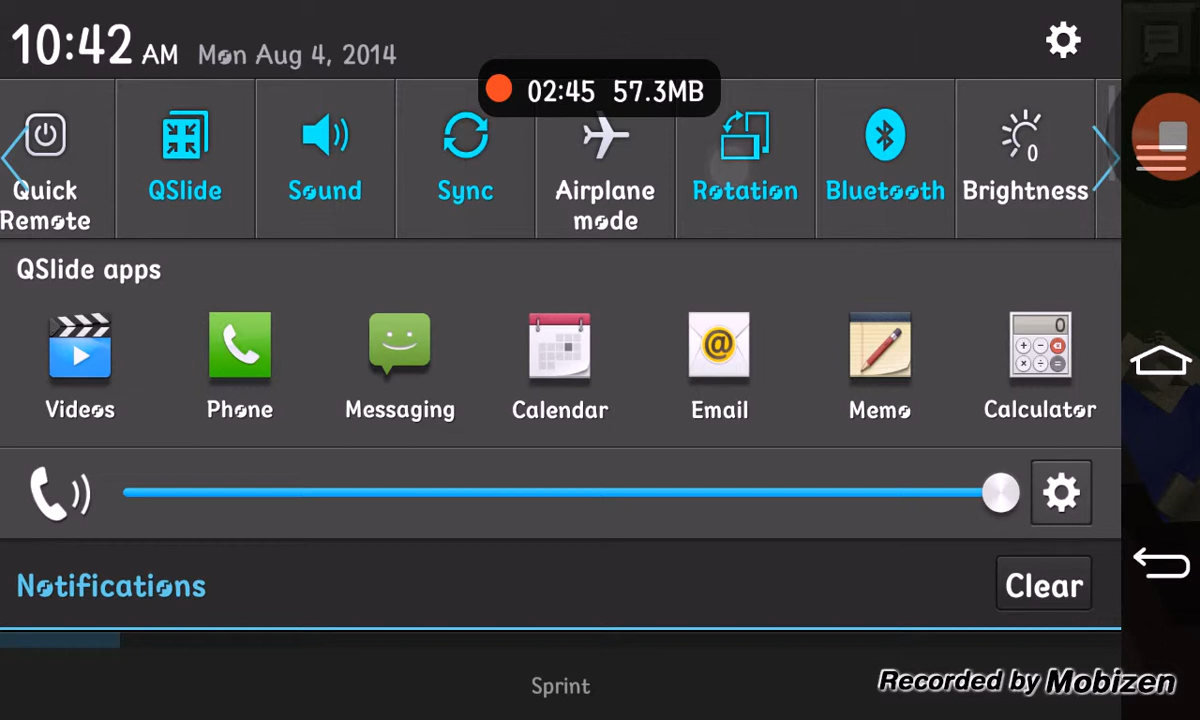 10:42 AM Mon Aug 4, 2014
02:45 57.3MB
Quick Remote
QSlide
Sound
Sync
Airplane mode
Rotation
Bluetooth
0
Brightness
QSlide apps
0
Videos
Phone
Messaging
Calendar
@
Email
Memo
Calculator
Notifications
Clear
Sprint
Recorded by Mobizen